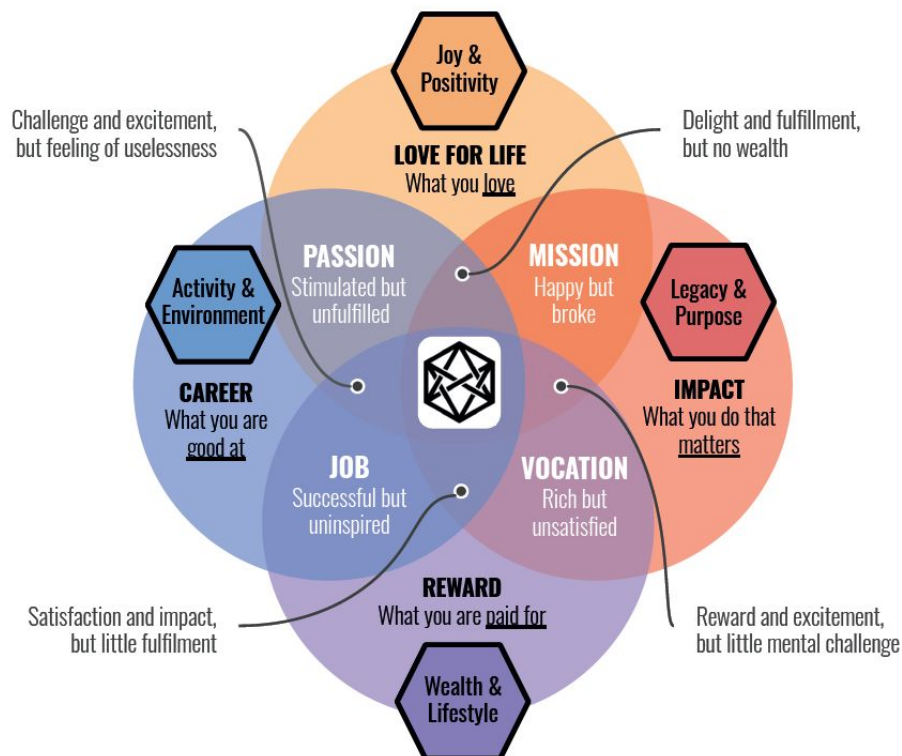 Joy &
Positivity
Challenge and excitement,
but feeling of uselessness
Delight and fulfillment,
but no wealth
LOVE FOR LIFE
What you love
PASSION
Stimulated but
unfulfilled
MISSION
Happy but
broke
Activity &
Environment
Legacy &
Purpose
CAREER
What you are
good at
IMPACT
What you do that
matters
JOB
Successful but
uninspired
VOCATION
Rich but
unsatisfied
REWARD
What you are paid for
Satisfaction and impact,
but little fulfilment
Reward and excitement,
but little mental challenge
Wealth &
Lifestyle